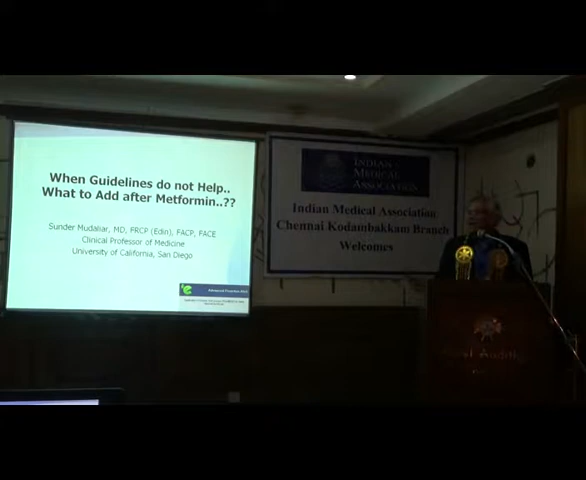 When Guidelines do not Help..
What to Add after Metformin..??
Sunder Mudaliar, MD, FRCP (Edin), FACP, FACE
Clinical Professor of Medicine
University of California, San Diego
INDIAN
MEDICAL
ASSOCIATION
Indian Medical Association
Chennai Kodambakkam Branch
Welcomes